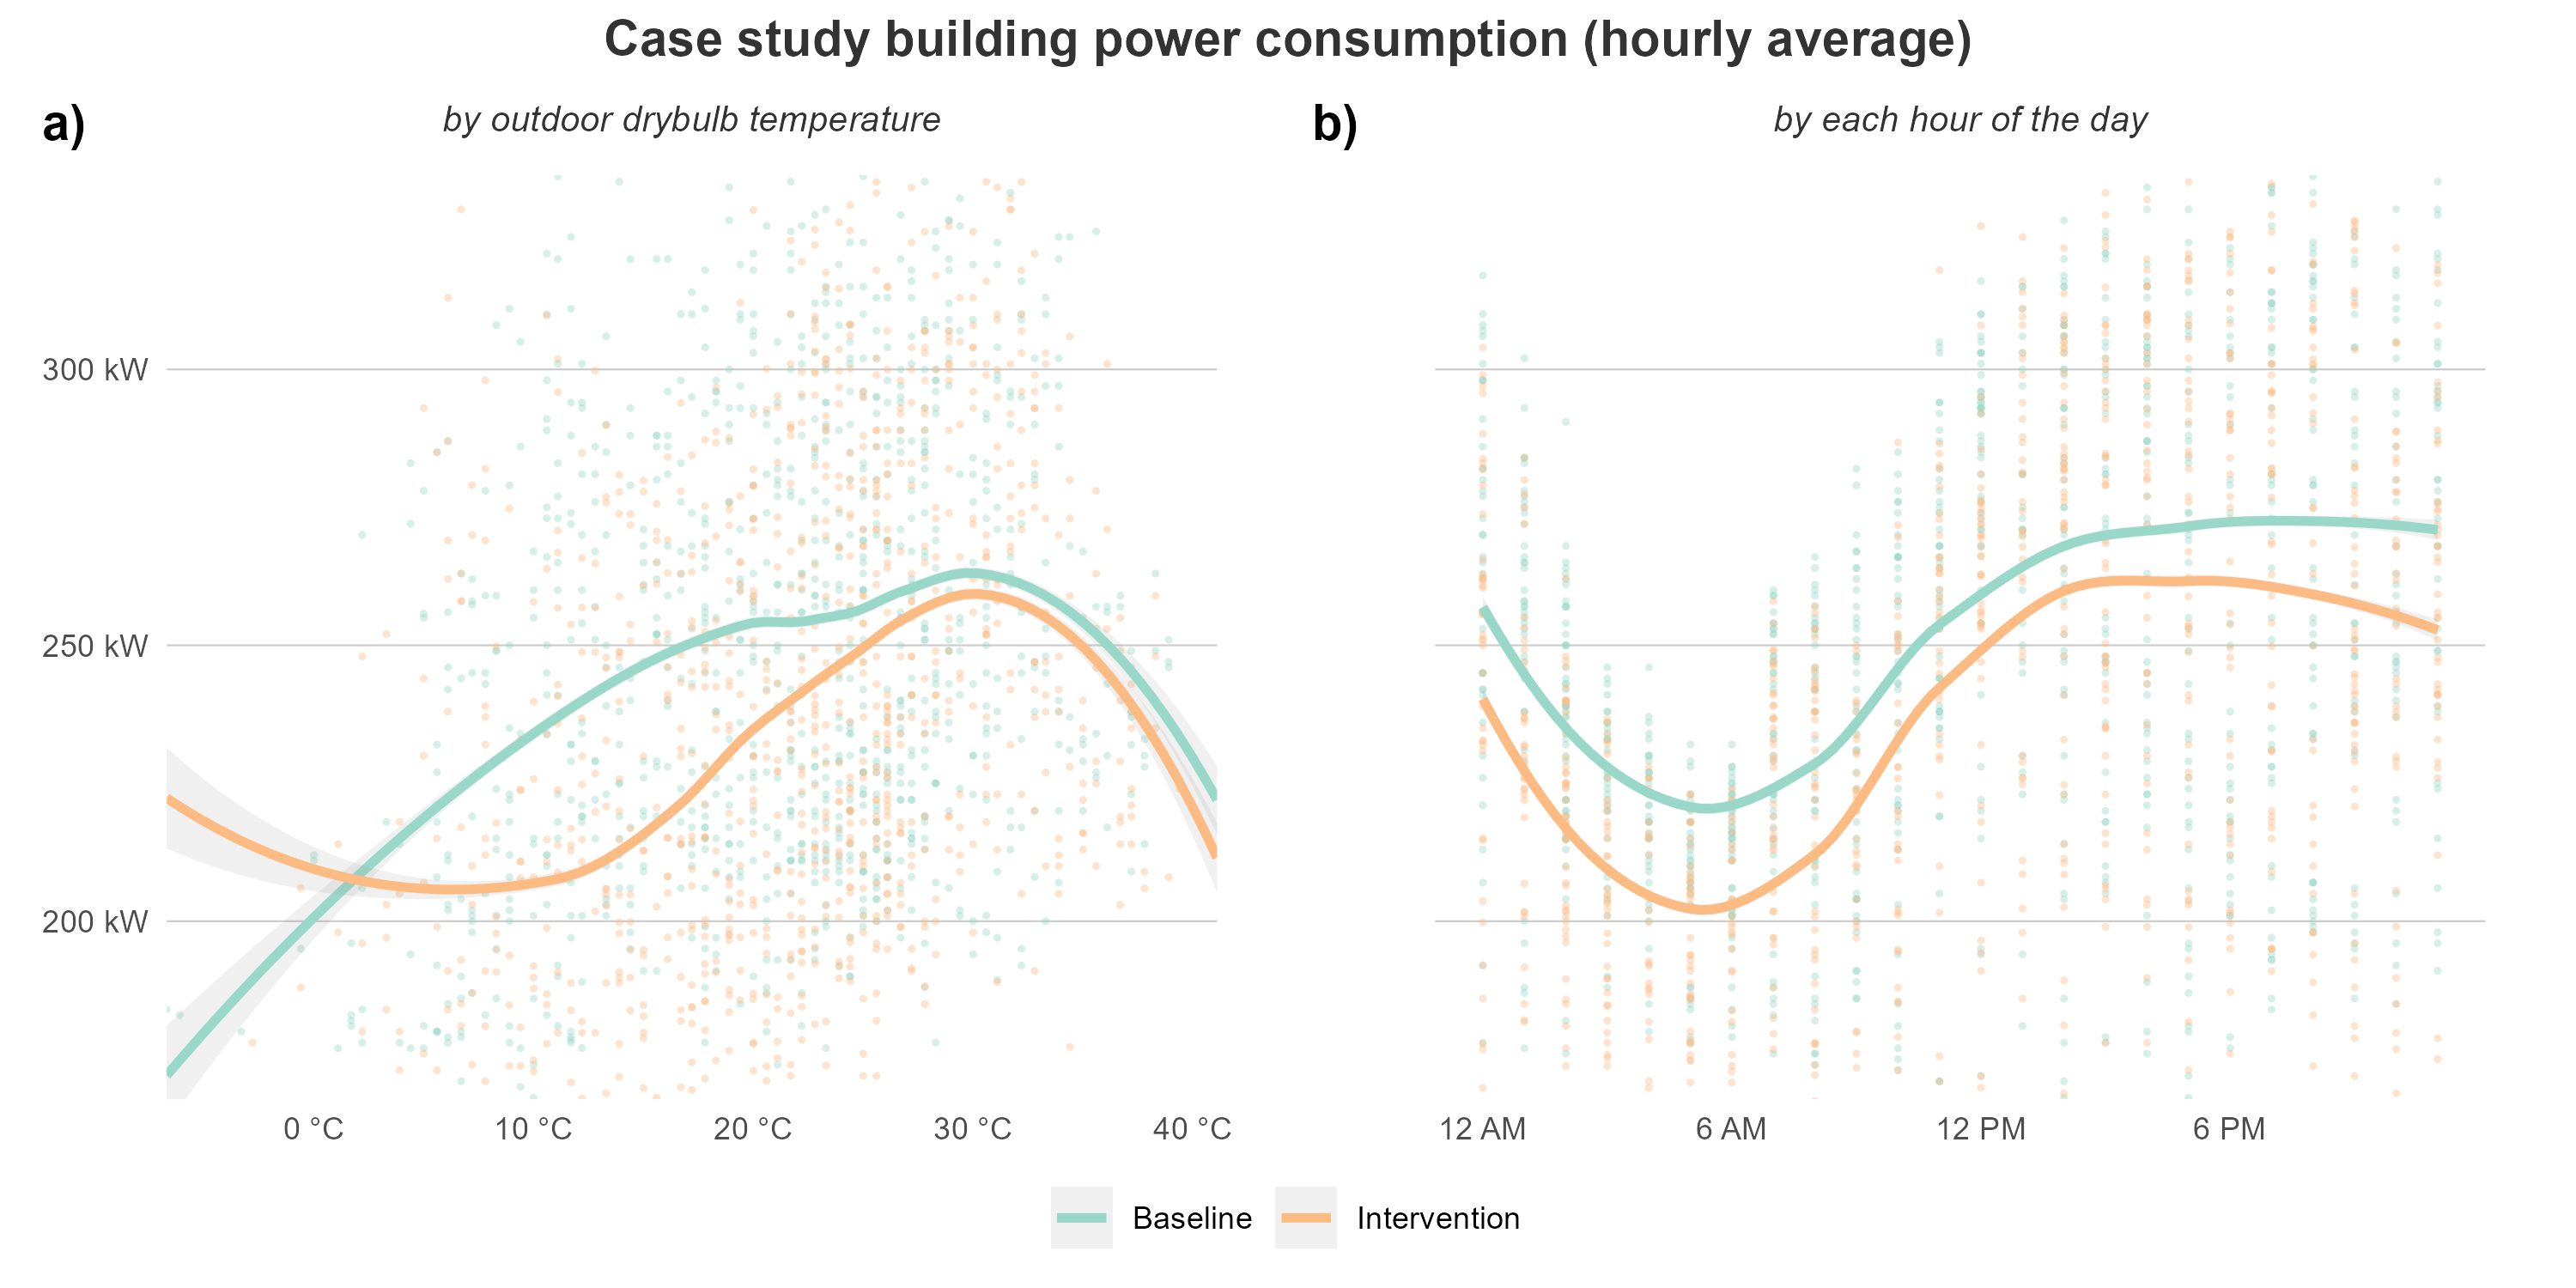 Case study building power consumption (hourly average)
a)
by outdoor drybulb temperature
300 kW
250 kW
200 kW
0 °C
10 °C
20 °C
30 °C
40 °C
b)
by each hour of the day
12 AM
6 AM
12 PM
6 PM
Baseline
Intervention